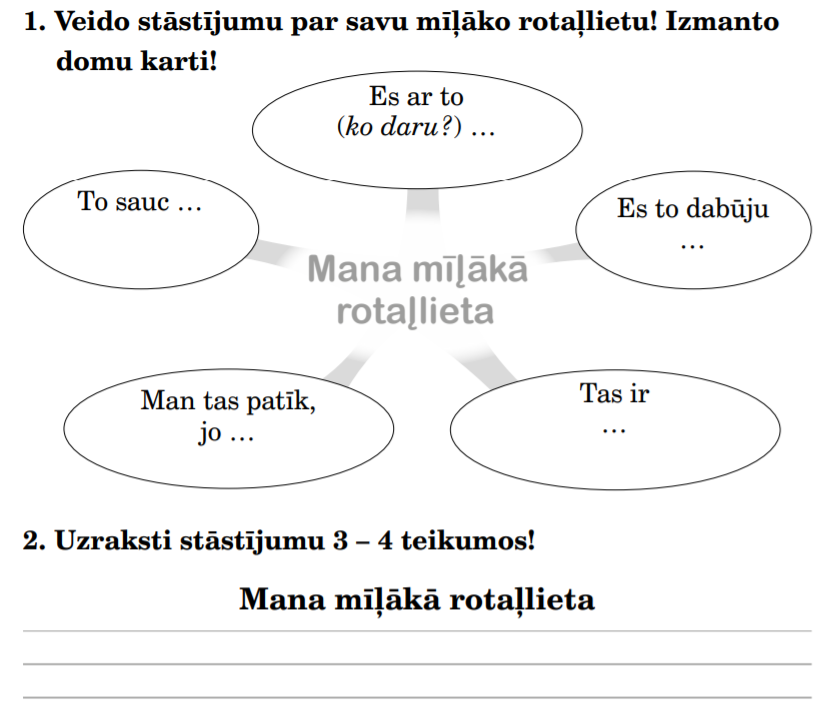 1. Veido stāstījumu par savu mīļāko rotaļlietu! Izmanto
domu karti!
Es ar to
(ko daru?) …
To sauc …
Es to dabūju
…
Mana mīļākā
rotaļlieta
Man tas patīk,
jo …
Tas ir
…
2. Uzraksti stāstījumu 3 – 4 teikumos!
Mana mīļākā rotaļlieta